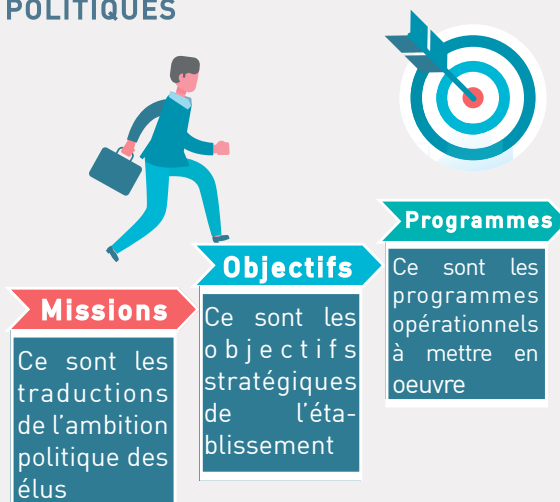 POLITIQUES
Missions
Ce sont les
traductions
de l'ambition
politique des
élus
Objectifs
Ce sont les
objectifs
stratégiques
de l'éta-
blissement
Programmes
Ce sont les
programmes
opérationnels
à mettre en
oeuvre